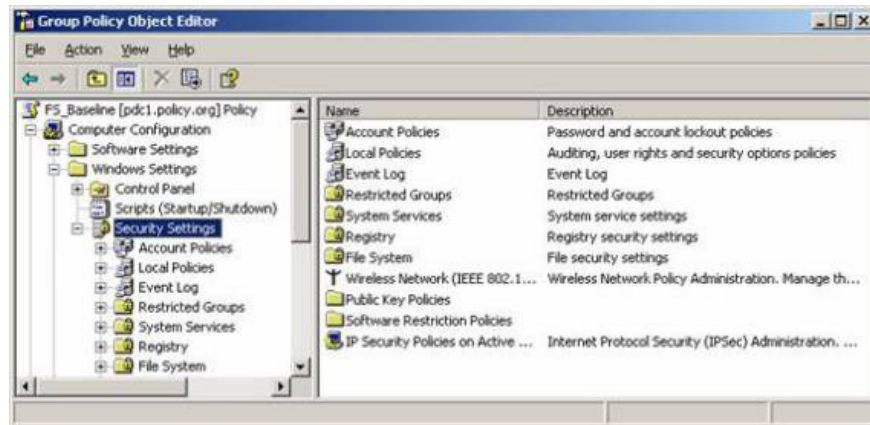 Group Policy Object Editor
File Action View Help
FS_Baseline [pdc1.policy.org] Policy
Computer Configuration
Software Settings
Windows Settings
Control Panel
Scripts (Startup/Shutdown)
Security Settings
Account Policies
Local Policies
Event Log
Restricted Groups
System Services
Registry
File System
Name Description
Account Policies Password and account lockout policies
Local Policies Auditing, user rights and security options policies
Event Log Event Log
Restricted Groups Restricted Groups
System Services System service settings
Registry Registry security settings
File System File security settings
Wireless Network (IEEE 802.1... Wireless Network Policy Administration. Manage th...
Public Key Policies
Software Restriction Policies
IP Security Policies on Active ... Internet Protocol Security (IPSec) Administration. ...